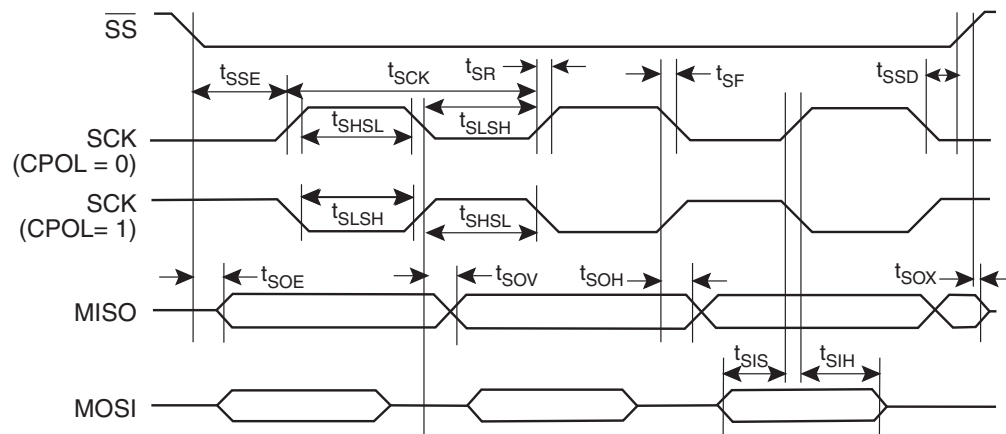 SS
tSSE
tSCK
tSR
tSF
tSSD
SCK
(CPOL = 0)
tSHSL
tSLSH
SCK
(CPOL= 1)
tSLSH
tSHSL
tSOE
tSOV
tSOH
tSOX
MISO
tSIS
tSIH
MOSI